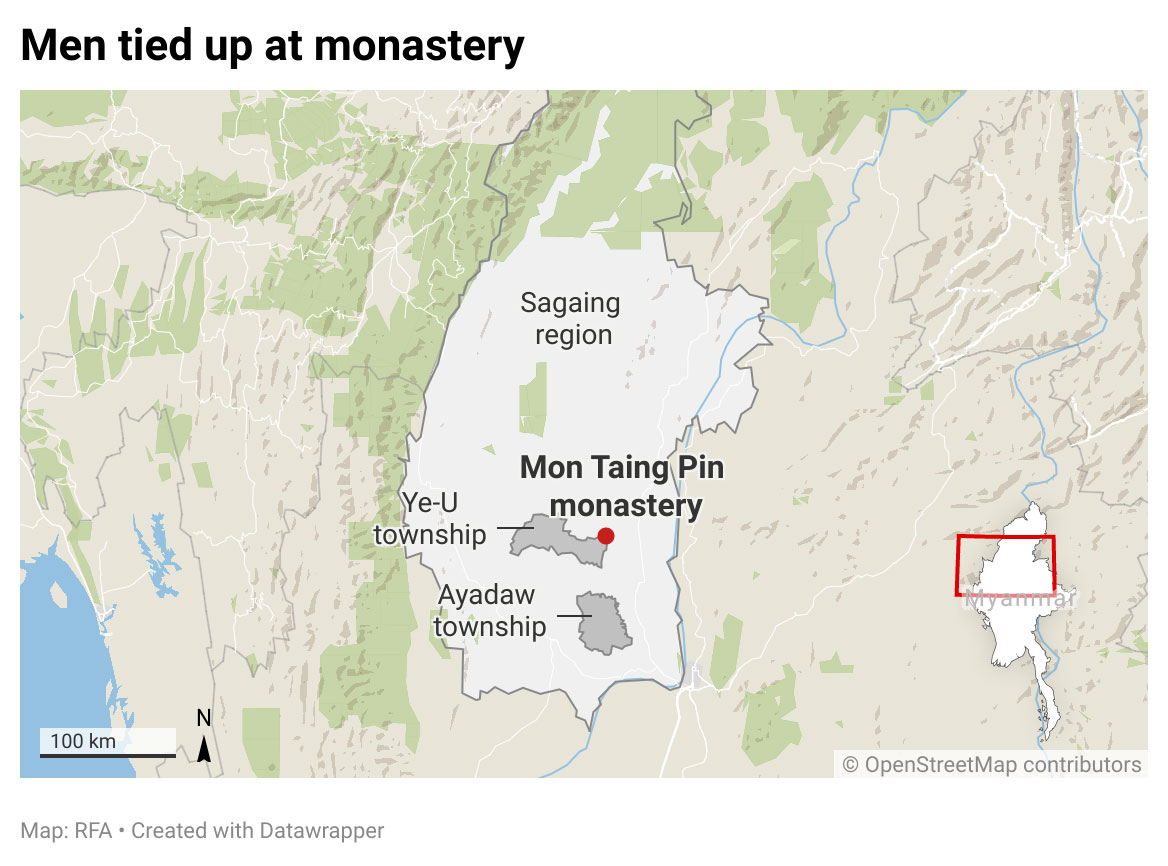 Men tied up at monastery
Sagaing
region
Mon Taing Pin
monastery
Ye-U
township
Ayadaw
township
Myanmar
N
100 km
© OpenStreetMap contributors
Map: RFA • Created with Datawrapper